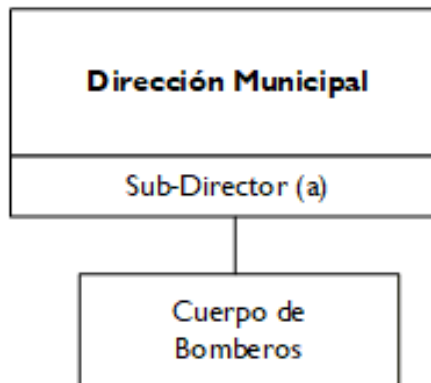 Dirección Municipal
Sub-Director (a)
Cuerpo de
Bomberos